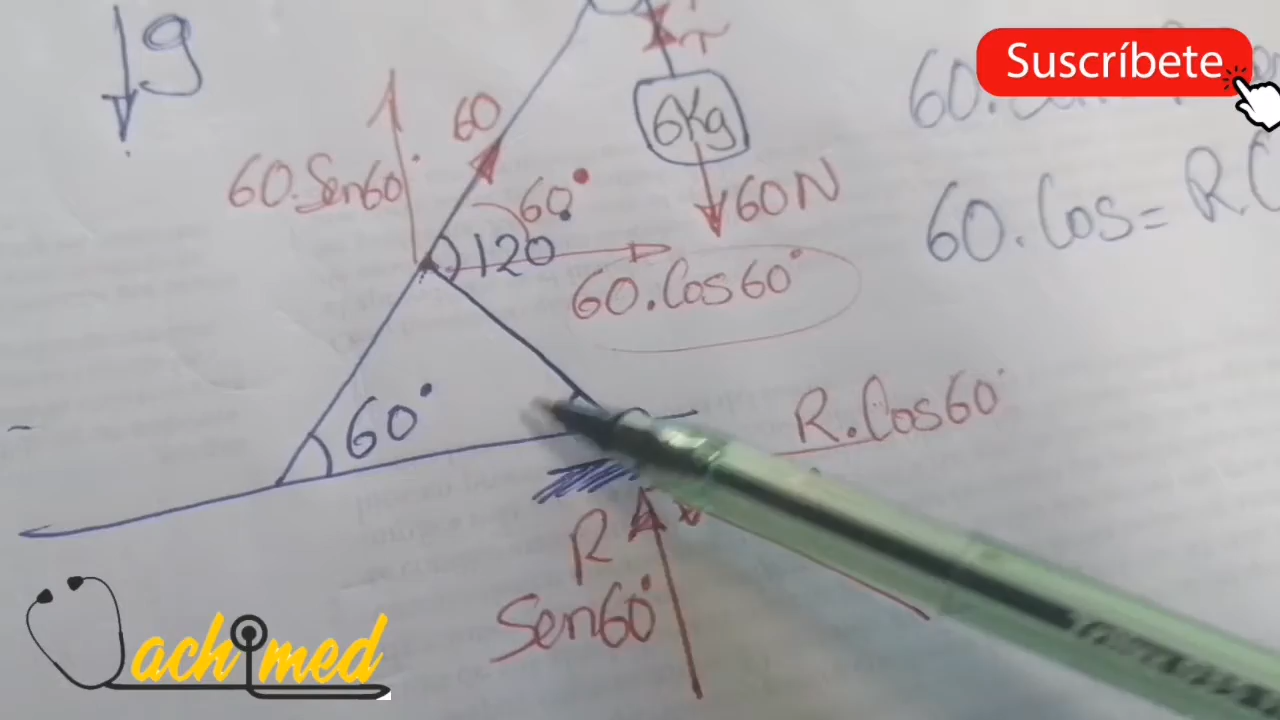 g
T
Suscríbete
6Kg
60
60.Sen60°
60°
60N
120
60.Cos60°
60.Cos=R.C
60°
R.Cos60°
R
Sen60°
achimed